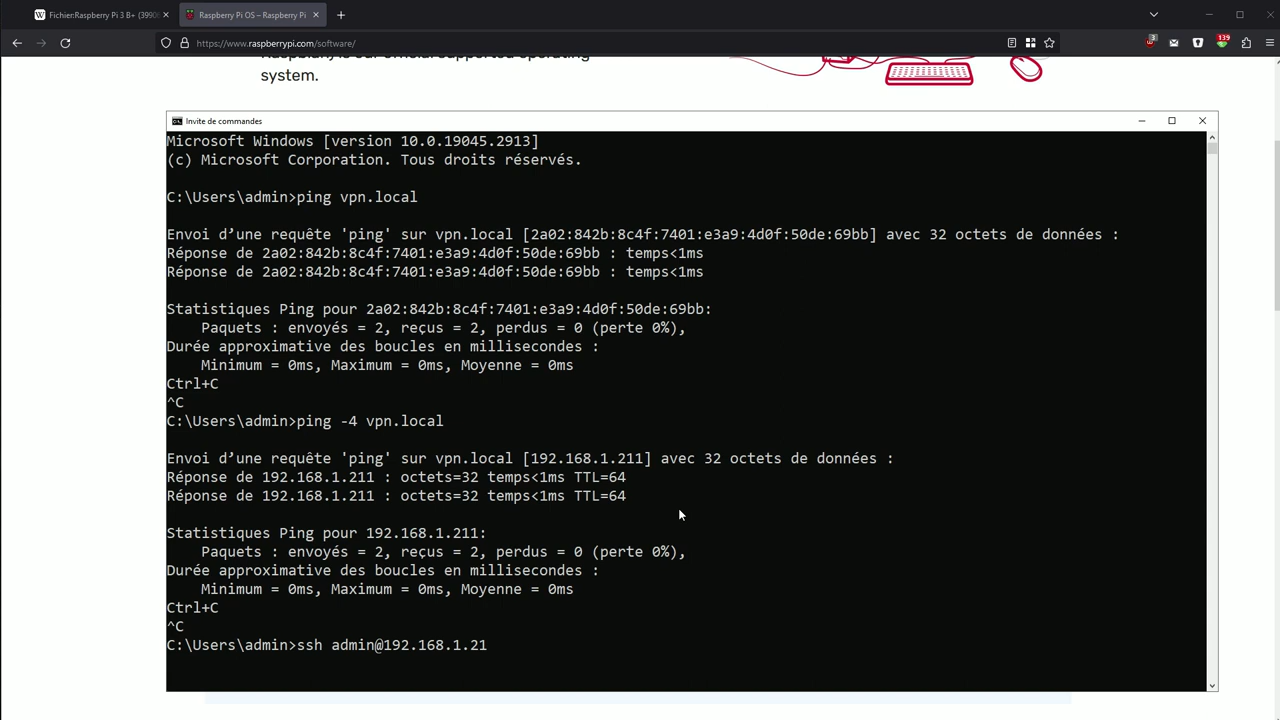 FichierRaspberry Pi 3 B+ (3990
Raspberry Pi OS – Raspberry Pi
https://www.raspberrypi.com/software/
139
system.
Invite de commandes
Microsoft Windows [version 10.0.19045.2913]
(c) Microsoft Corporation. Tous droits réservés.
C:\Users\admin>ping vpn.local
Envoi d’une requête 'ping' sur vpn.local [2a02:842b:8c4f:7401:e3a9:4d0f:50de:69bb] avec 32 octets de données :
Réponse de 2a02:842b:8c4f:7401:e3a9:4d0f:50de:69bb : temps<1ms
Réponse de 2a02:842b:8c4f:7401:e3a9:4d0f:50de:69bb : temps<1ms
Statistiques Ping pour 2a02:842b:8c4f:7401:e3a9:4d0f:50de:69bb:
Paquets : envoyés = 2, reçus = 2, perdus = 0 (perte 0%),
Durée approximative des boucles en millisecondes :
Minimum = 0ms, Maximum = 0ms, Moyenne = 0ms
Ctrl+C
^C
C:\Users\admin>ping -4 vpn.local
Envoi d’une requête 'ping' sur vpn.local [192.168.1.211] avec 32 octets de données :
Réponse de 192.168.1.211 : octets=32 temps<1ms TTL=64
Réponse de 192.168.1.211 : octets=32 temps<1ms TTL=64
Statistiques Ping pour 192.168.1.211:
Paquets : envoyés = 2, reçus = 2, perdus = 0 (perte 0%),
Durée approximative des boucles en millisecondes :
Minimum = 0ms, Maximum = 0ms, Moyenne = 0ms
Ctrl+C
^C
C:\Users\admin>ssh admin@192.168.1.21